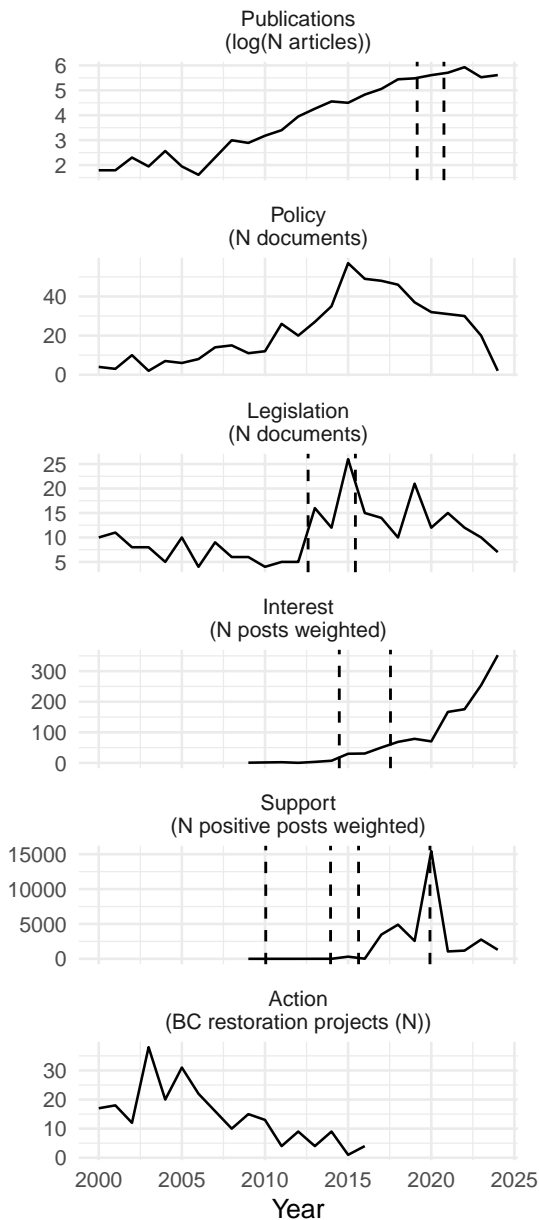 Publications
(log(N articles))
6
5
4
3
2
Policy
(N documents)
40
20
0
Legislation
(N documents)
25
20
15
10
5
Interest
(N posts weighted)
300
200
100
0
Support
(N positive posts weighted)
15000
10000
5000
0
Action
(BC restoration projects (N))
30
20
10
0
2000 2005 2010 2015 2020 2025
Year